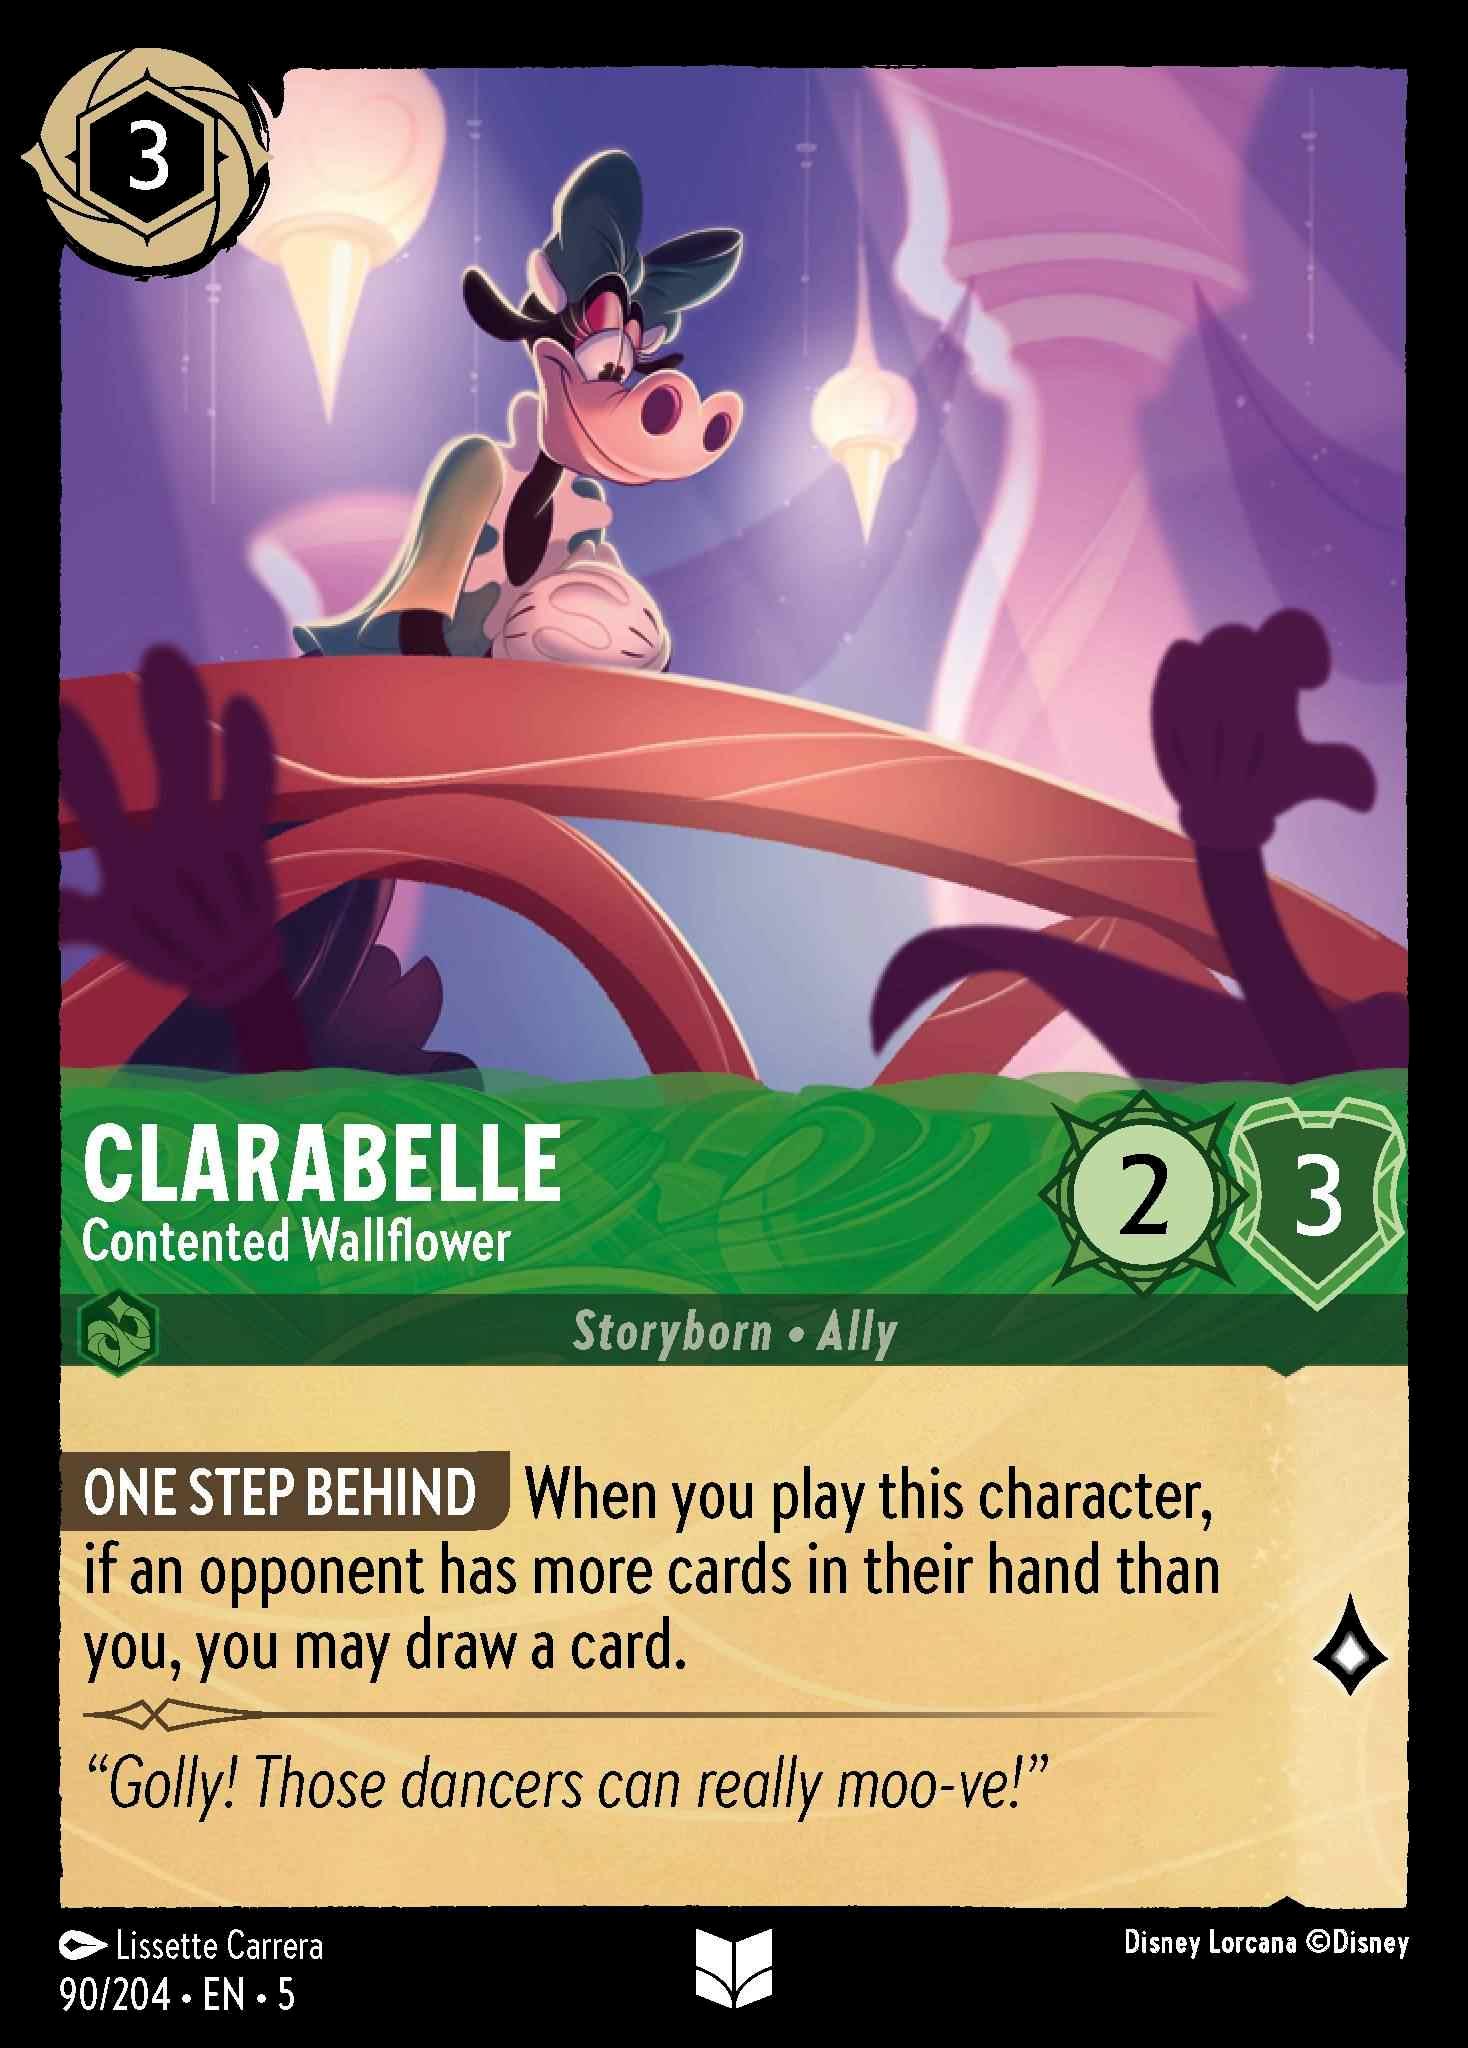 3
CLARABELLE
Contented Wallflower
2
3
Storyborn • Ally
ONE STEP BEHIND When you play this character,
if an opponent has more cards in their hand than
you, you may draw a card.
“Golly! Those dancers can really moo-ve!”
Lissette Carrera
Disney Lorcana ©Disney
90/204 • EN • 5